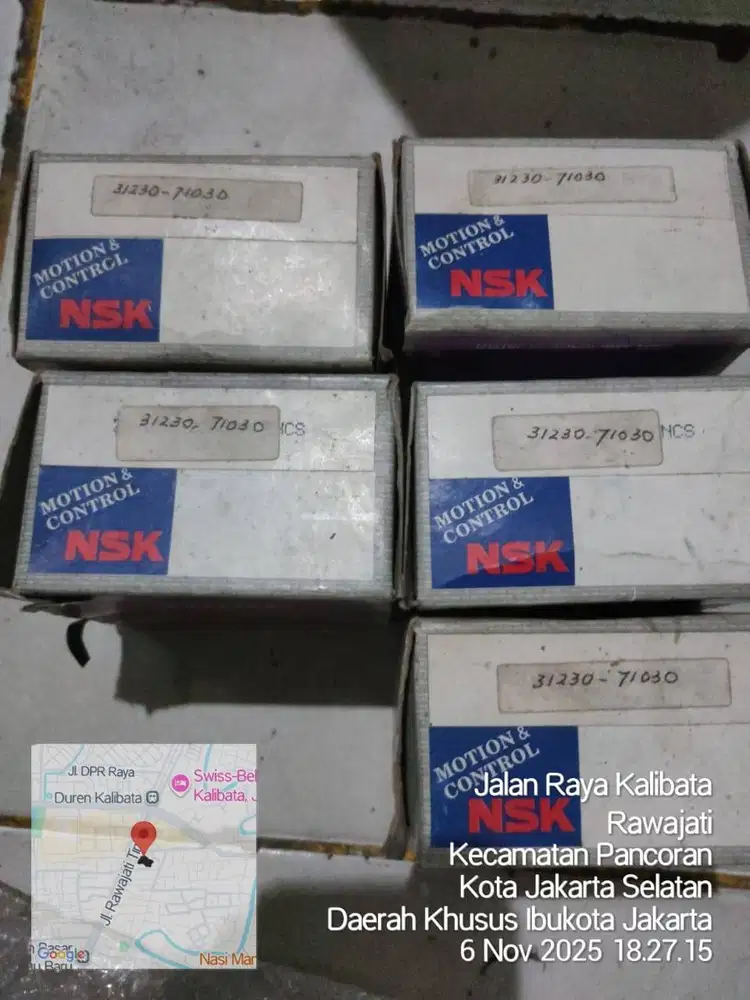 31230-71030
MOTION &
CONTROL
NSK
31230-71030
MOTION &
CONTROL
NSK
31230-71030 NCS
MOTION &
CONTROL
NSK
31230-71030 NCS
MOTION &
CONTROL
NSK
31230-71030
MOTION &
CONTROL
NSK
Jl. DPR Raya
Duren Kalibata
Swiss-Bel
Kalibata, J
Jl. Rawajati Tim
Google
Nasi Man
Jalan Raya Kalibata
Rawajati
Kecamatan Pancoran
Kota Jakarta Selatan
Daerah Khusus Ibukota Jakarta
6 Nov 2025 18.27.15